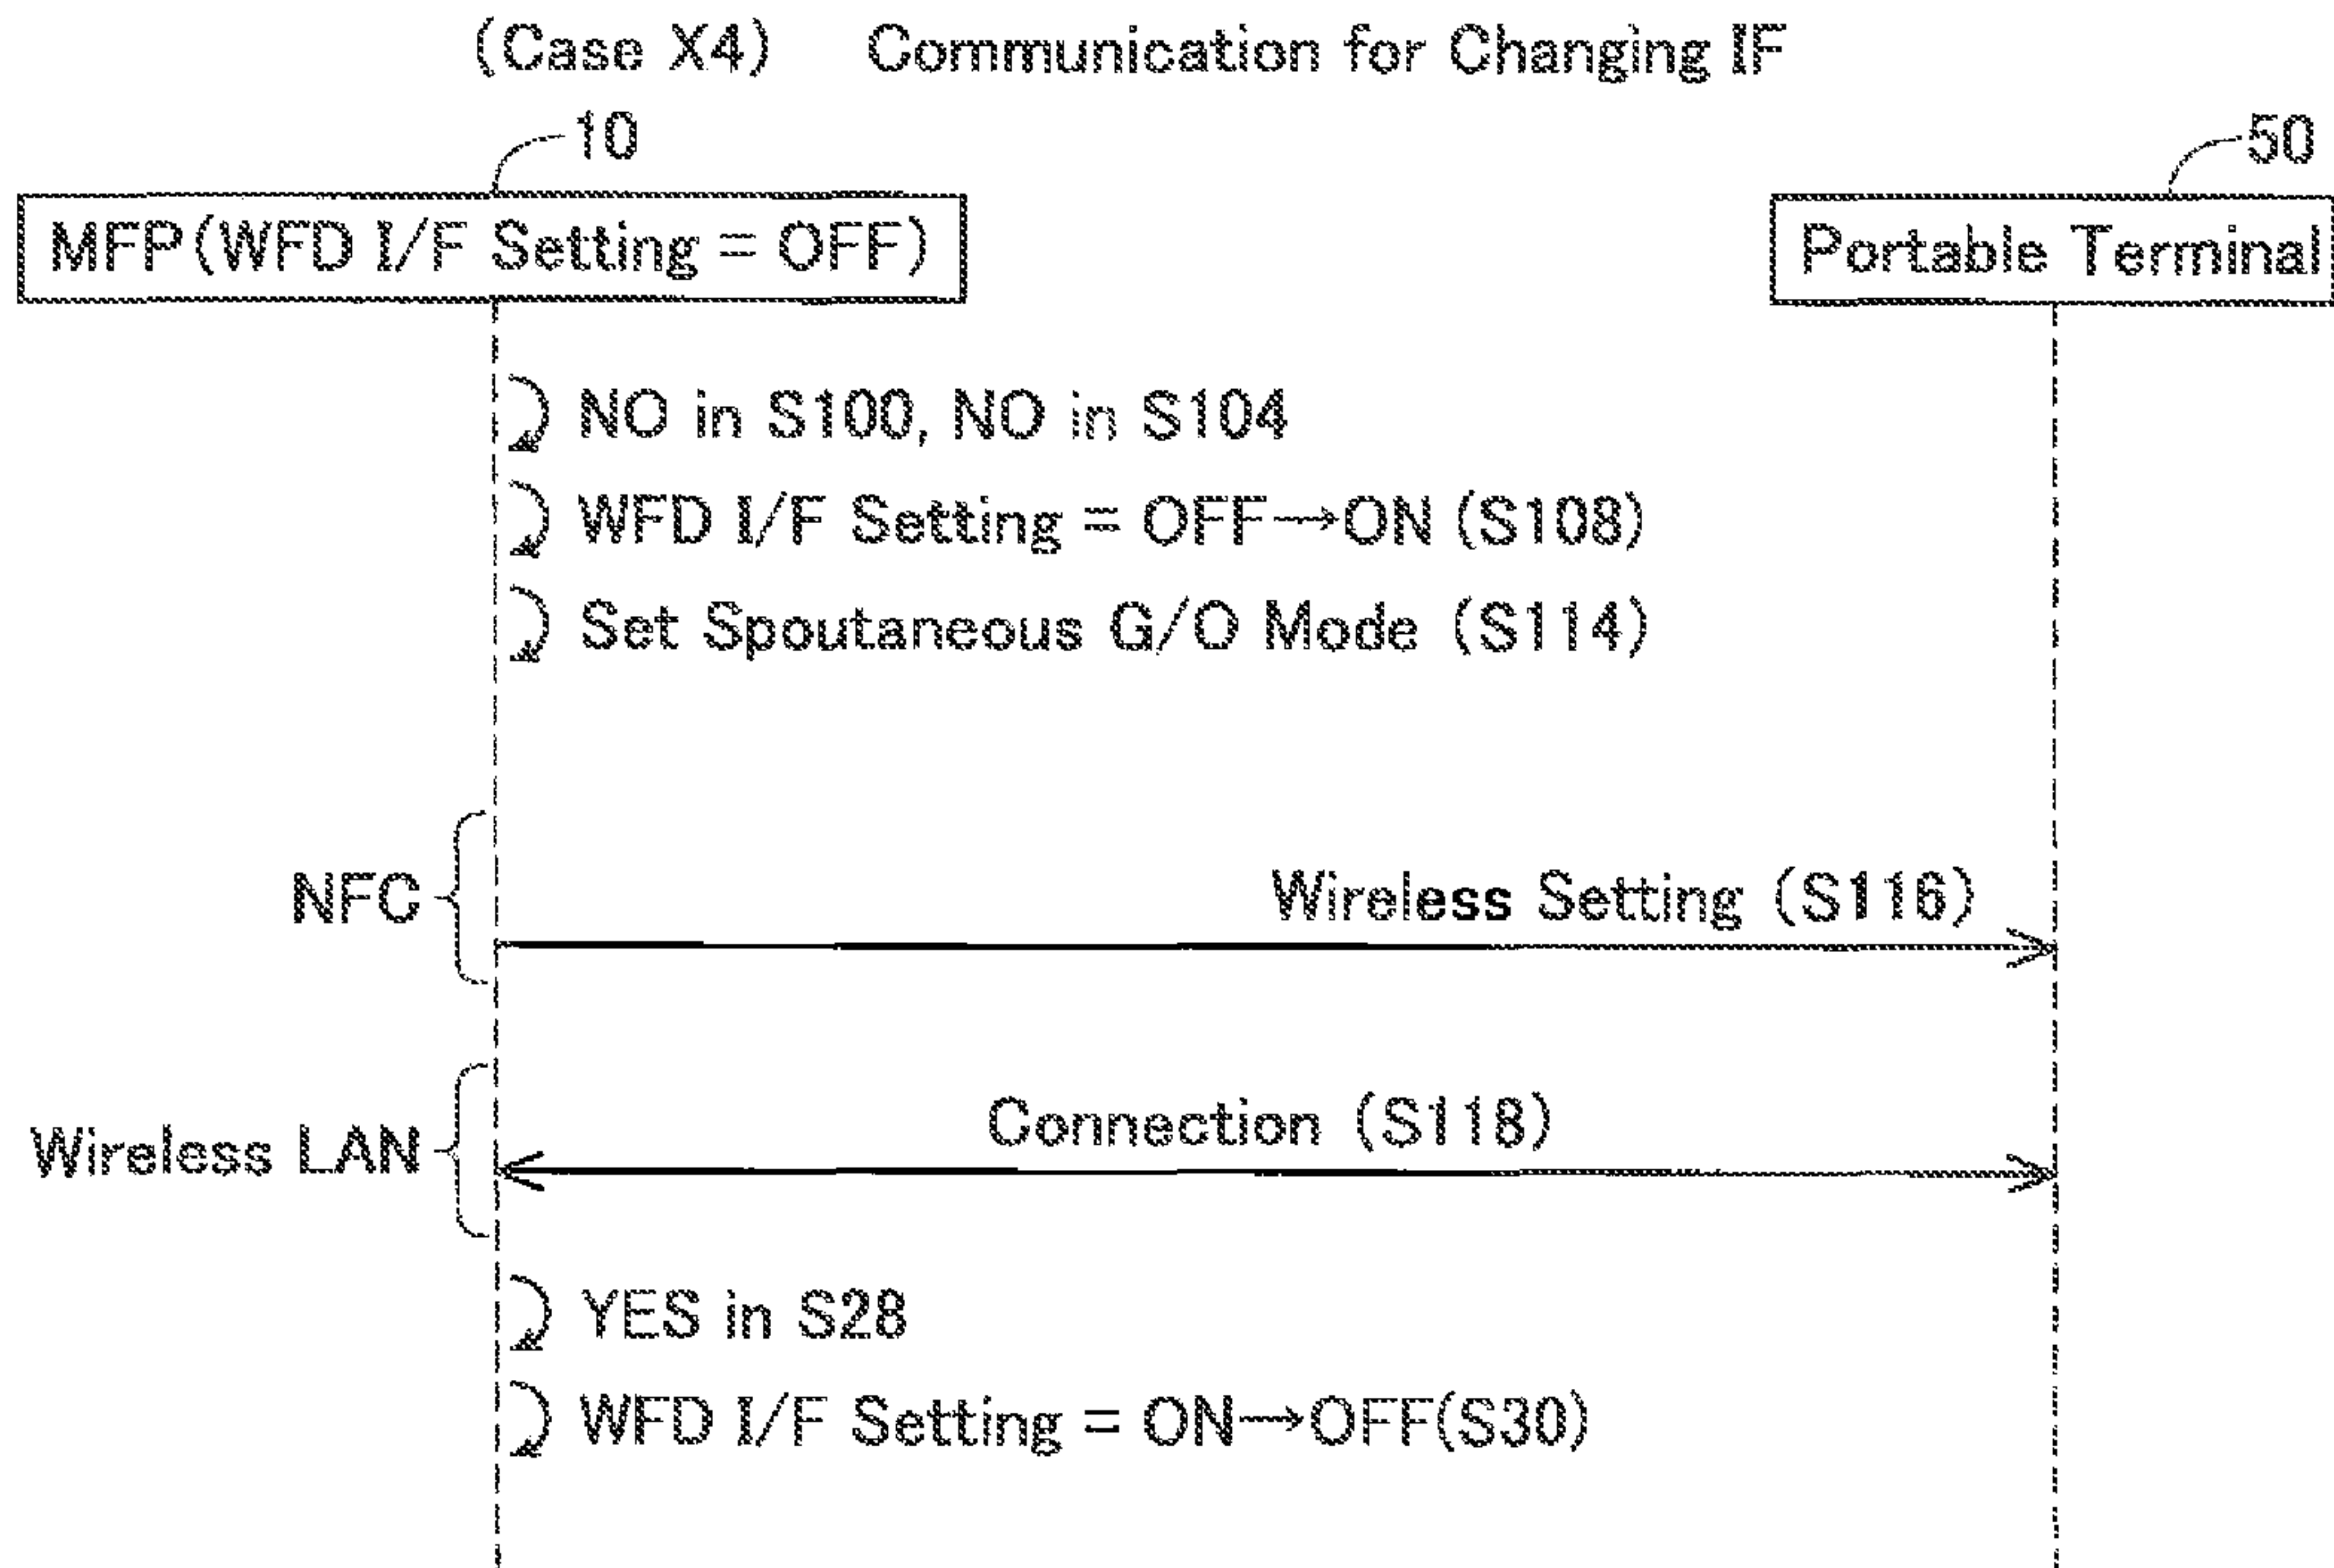 (Case X4) Communication for Changing IF
10
50
MFP(WFD I/F Setting = OFF)
Portable Terminal
NO in S100, NO in S104
WFD I/F Setting = OFF→ON (S108)
Set Spoutaneous G/O Mode (S114)
NFC
Wireless Setting (S116)
Wireless LAN
Connection (S118)
YES in S28
WFD I/F Setting = ON→OFF(S30)